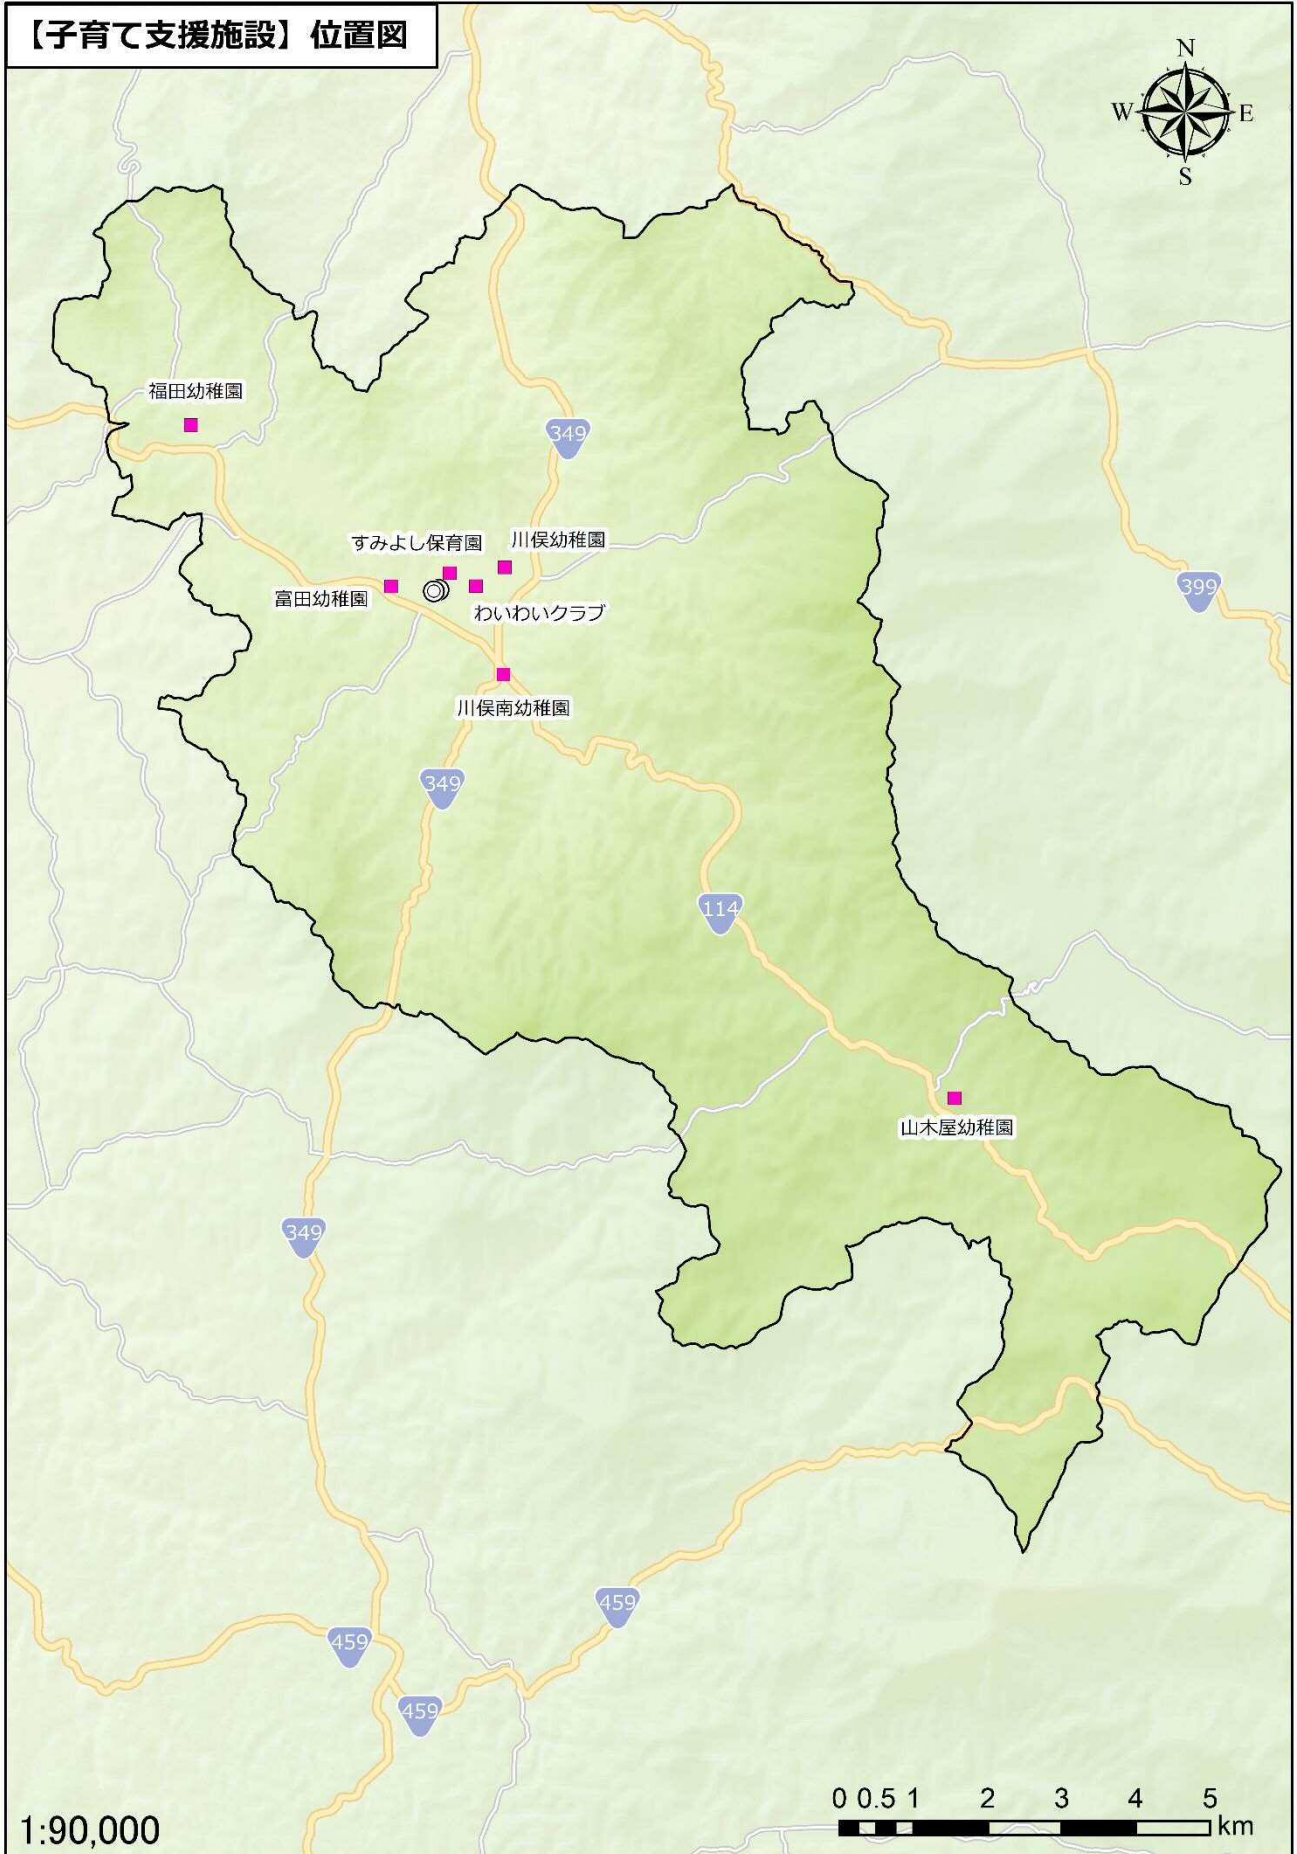 【子育て支援施設】位置図
N
W
E
S
福田幼稚園
349
すみよし保育園
川俣幼稚園
富田幼稚園
わいわいクラブ
399
川俣南幼稚園
349
114
山木屋幼稚園
349
459
459
459
0 0.5 1 2 3 4 5
km
1:90,000